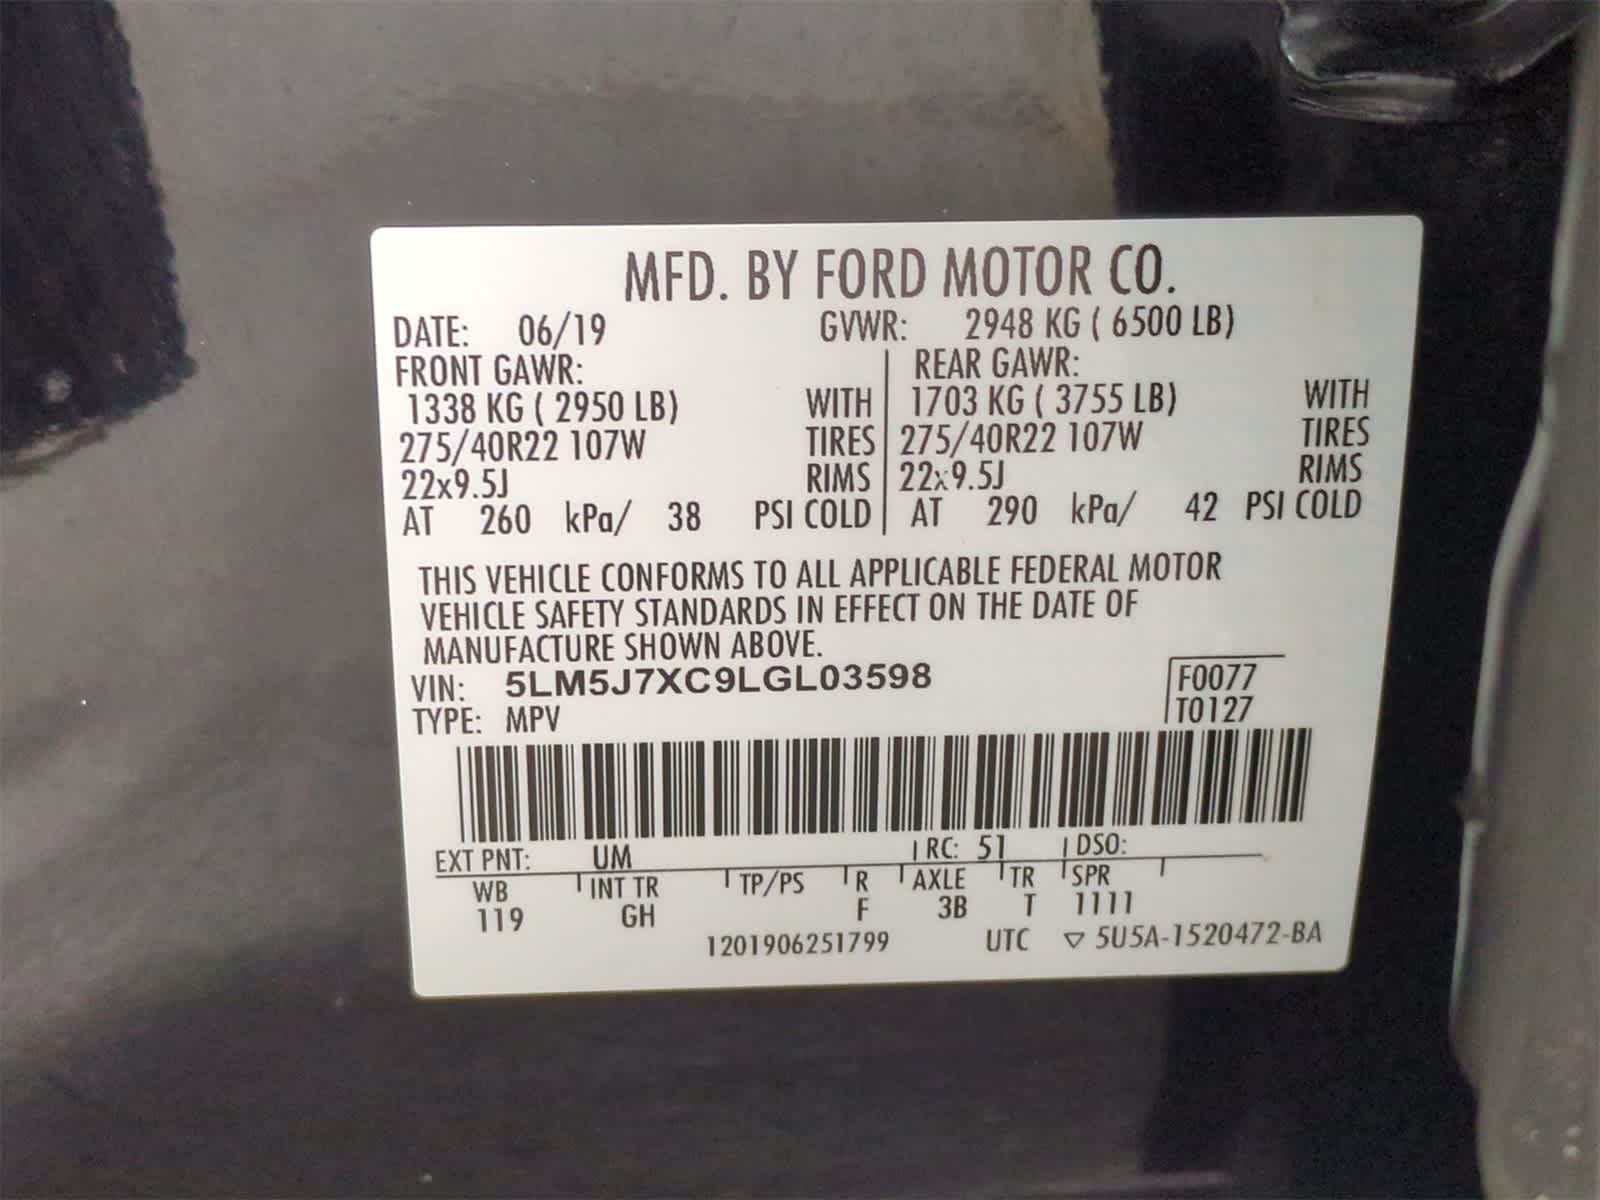 MFD. BY FORD MOTOR CO.
DATE: 06/19 GVWR: 2948 KG ( 6500 LB)
FRONT GAWR: REAR GAWR:
1338 KG ( 2950 LB) WITH 1703 KG ( 3755 LB) WITH
275/40R22 107W TIRES 275/40R22 107W TIRES
22x9.5J RIMS 22x9.5J RIMS
AT 260 kPa/ 38 PSI COLD AT 290 kPa/ 42 PSI COLD
THIS VEHICLE CONFORMS TO ALL APPLICABLE FEDERAL MOTOR
VEHICLE SAFETY STANDARDS IN EFFECT ON THE DATE OF
MANUFACTURE SHOWN ABOVE.
VIN: 5LM5J7XC9LGL03598 F0077
TYPE: MPV T0127
EXT PNT: UM RC: 51 DSO:
WB INT TR TP/PS R AXLE TR SPR
119 GH F 3B T 1111
1201906251799 UTC ▽ 5U5A-1520472-BA